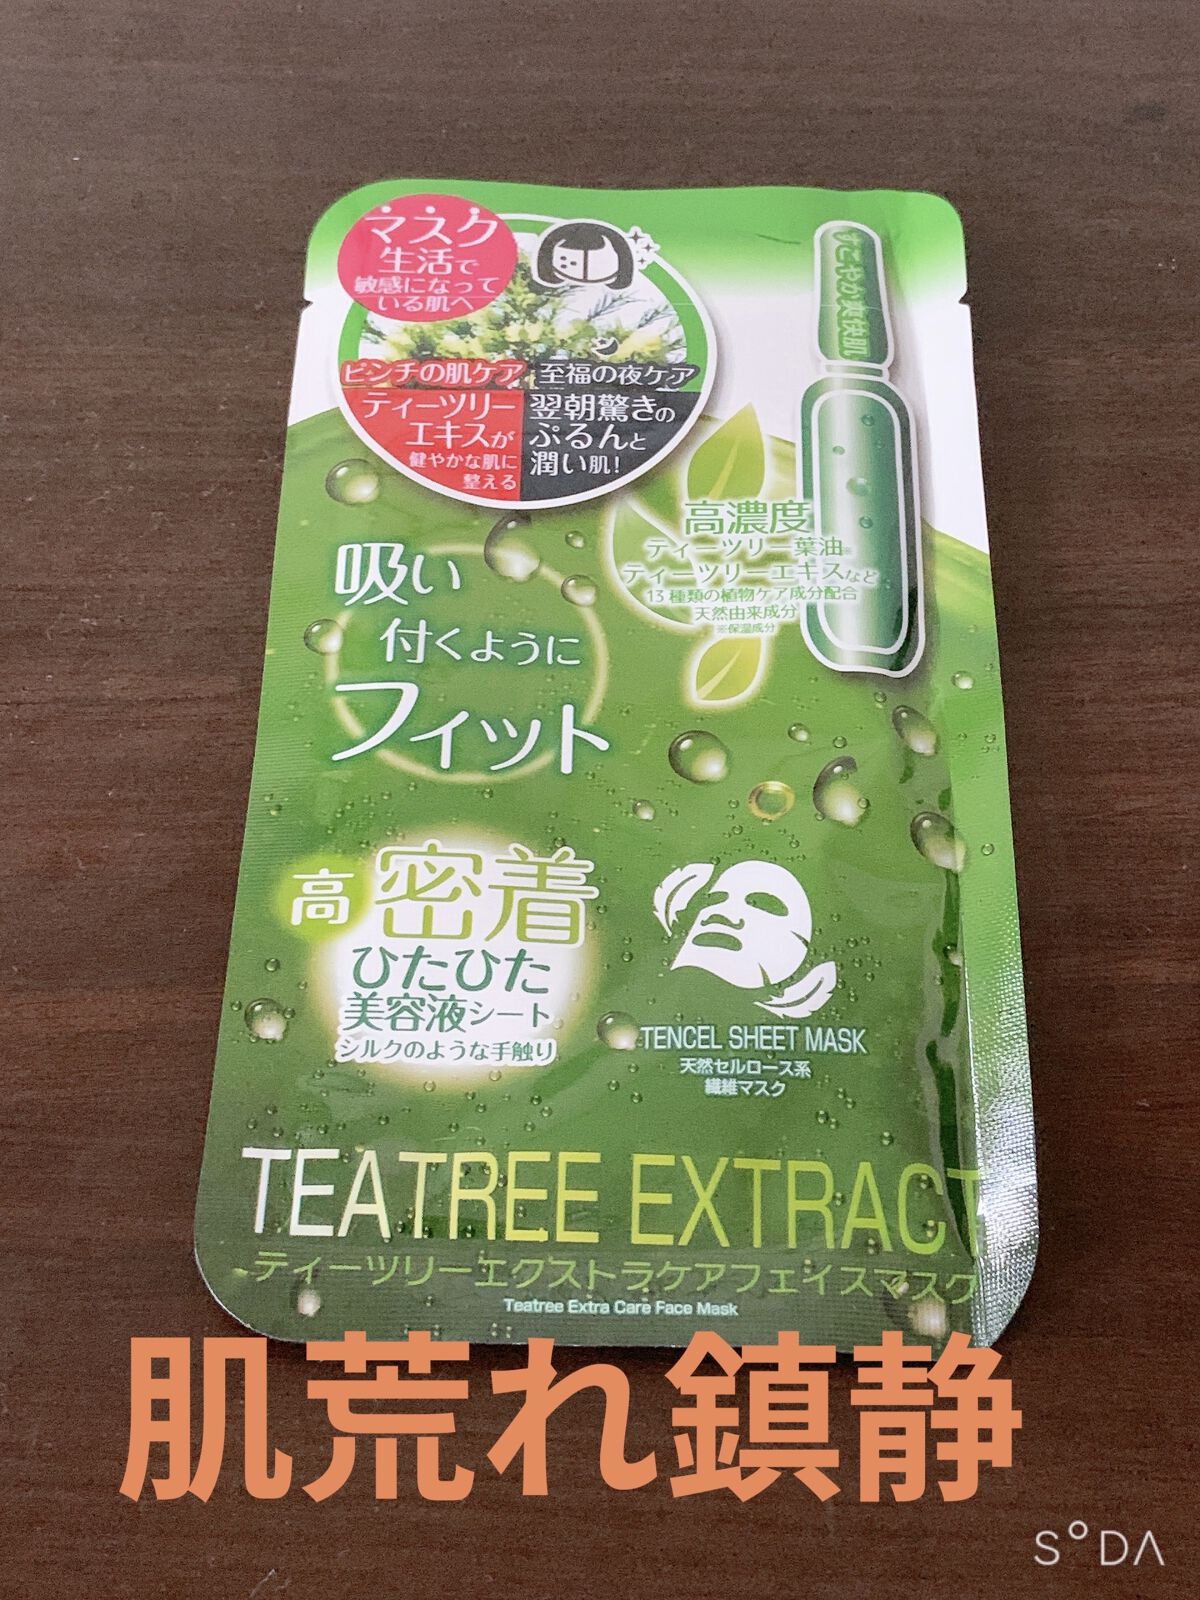 マスク
生活で
敏感になって
いる肌へ
ピンチの肌ケア
ティーツリー
エキスが
健やかな肌に
整える
至福の夜ケア
翌朝驚きの
ぷるんと
潤い肌!
すこやか爽快肌
高濃度
ティーツリー葉油※
ティーツリーエキスなど
13種類の植物ケア成分配合
天然由来成分
※保湿成分
吸い
付くように
フィット
高密着
ひたひた
美容液シート
シルクのような手触り
TENCEL SHEET MASK
天然セルロース系
繊維マスク
TEATREE EXTRACT
ティーツリーエクストラケアフェイスマスク
Teatree Extra Care Face Mask
肌荒れ鎮静
SODA